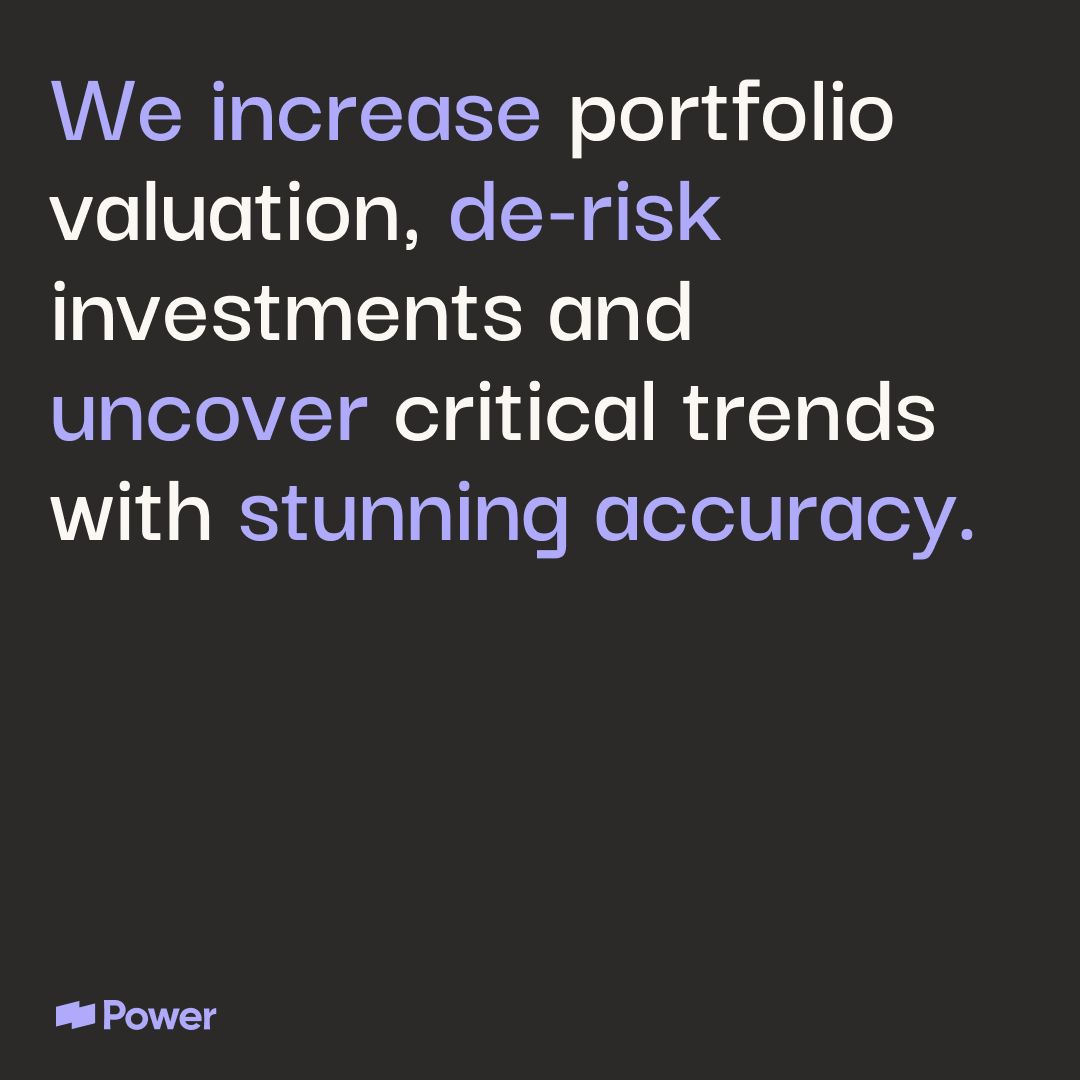 We increase portfolio
valuation, de-risk
investments and
uncover critical trends
with stunning accuracy.
Power